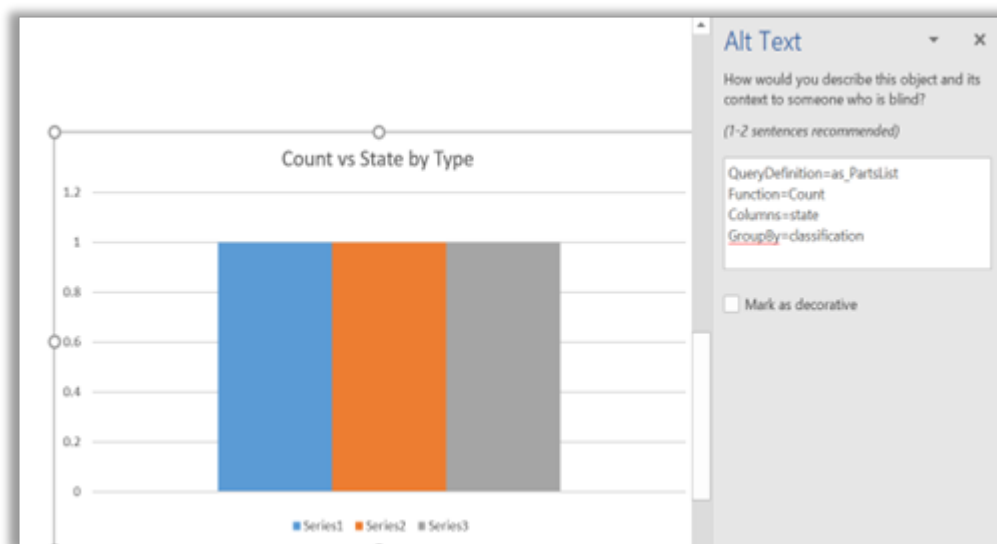 Count vs State by Type
1.2
1
0.8
0.6
0.4
0.2
0
Series1 Series2 Series3
Alt Text
How would you describe this object and its
context to someone who is blind?
(1-2 sentences recommended)
QueryDefinition=as_PartsList
Function=Count
Columns=state
GroupBy=classification
Mark as decorative